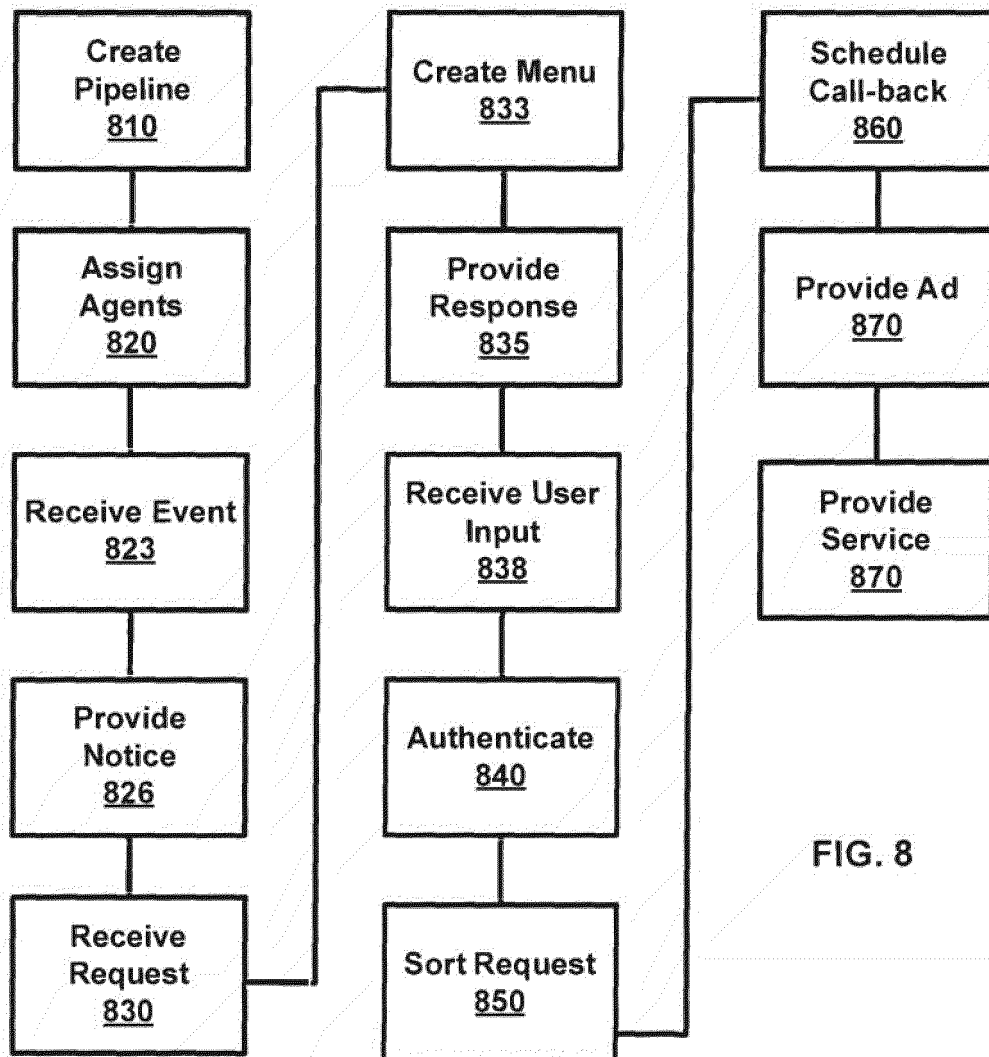 Create
Pipeline
810
Assign
Agents
820
Receive Event
823
Provide
Notice
826
Receive
Request
830
Create Menu
833
Provide
Response
835
Receive User
Input
838
Authenticate
840
Sort Request
850
Schedule
Call-back
860
Provide Ad
870
Provide
Service
870
FIG. 8